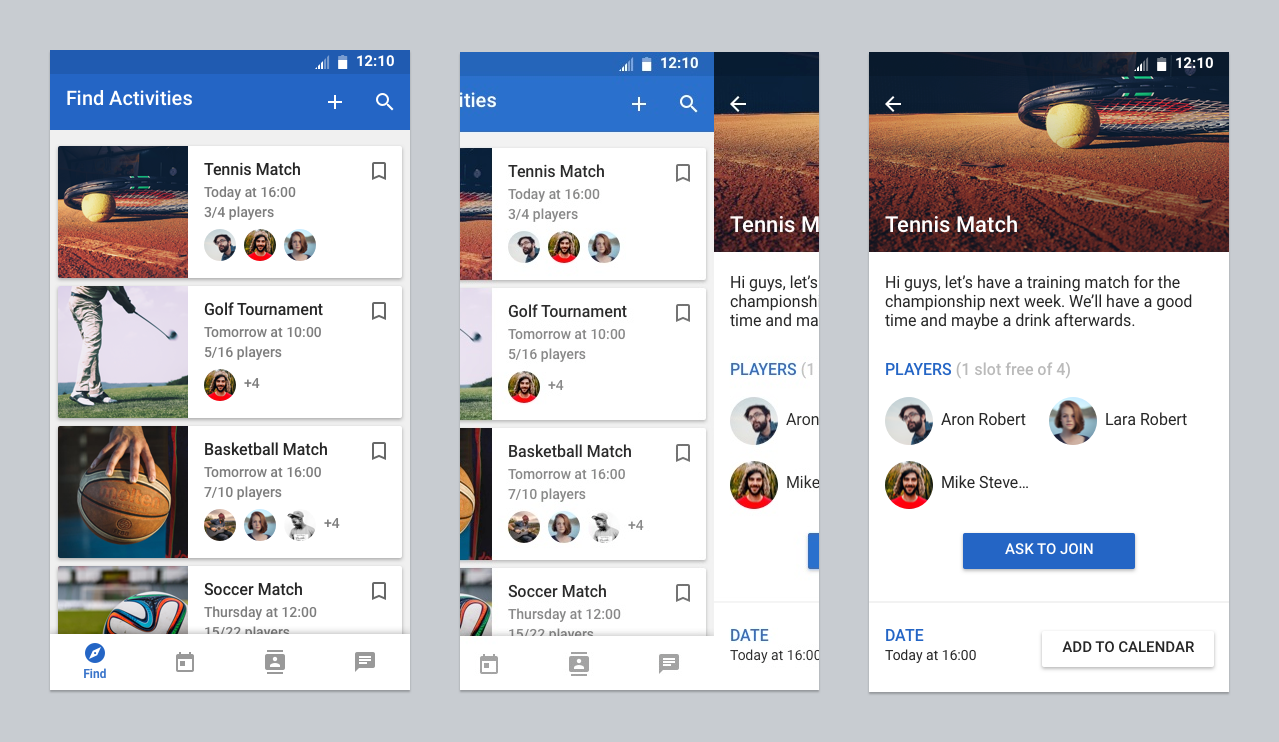 12:10
Find Activities
Tennis Match
Today at 16:00
3/4 players
Golf Tournament
Tomorrow at 10:00
5/16 players
+4
Basketball Match
Tomorrow at 16:00
7/10 players
+4
Soccer Match
Thursday at 12:00
15/22 players
Find
12:10
ities
Tennis Match
Today at 16:00
3/4 players
Golf Tournament
Tomorrow at 10:00
5/16 players
+4
Basketball Match
Tomorrow at 16:00
7/10 players
+4
Soccer Match
Thursday at 12:00
15/22 players
Tennis M
Hi guys, let’s
championsh
time and ma
PLAYERS (1
Aron
Mike
DATE
Today at 16:00
12:10
Tennis Match
Hi guys, let’s have a training match for the
championship next week. We’ll have a good
time and maybe a drink afterwards.
PLAYERS (1 slot free of 4)
Aron Robert
Lara Robert
Mike Steve...
ASK TO JOIN
DATE
Today at 16:00
ADD TO CALENDAR